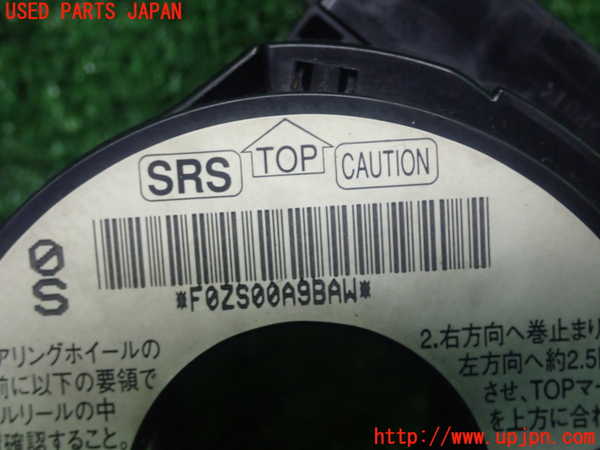 USED PARTS JAPAN
TOP
SRS
CAUTION
0S
*F0ZS00A9BAW*
アリングホイールの
前に以下の要領で
ルリールの中
確認すること。
2.右方向へ巻止まり
左方向へ約2.5
させ、TOPマー
を上方に合わ
http://www.upjpn.com/